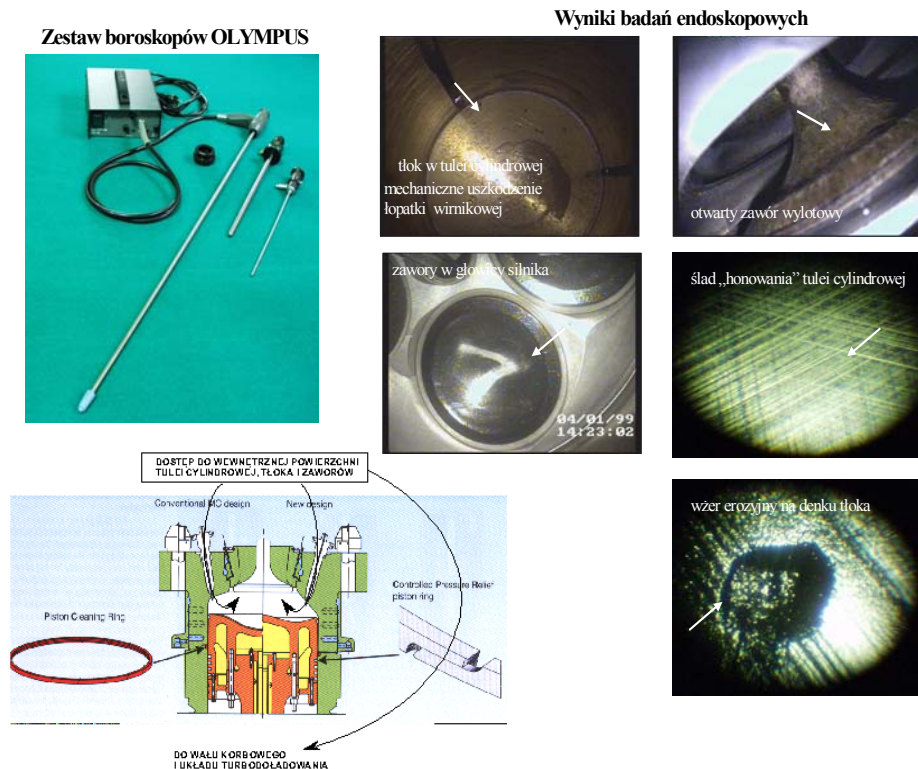 Zestaw boroskopów OLYMPUS
Wyniki badań endoskopowych
tłok w tulei cylindrowej
mechaniczne uszkodzenie
łopatki wirnikowej
otwarty zawór wylotowy
zawory w głowicy silnika
04/01/99
14:23:02
ślad „honowania” tulei cylindrowej
wżer erozyjny na denku tłoka
DOSTĘP DO WEWNĘTRZNEJ POWIERZCHNI
TULEI CYLINDROWEJ, TŁOKA I ZAWORÓW
Conventional MC design
New design
Controlled Pressure Relief
piston ring
Piston Cleaning Ring
DO WAŁU KORBOWEGO
I UKŁADU TURBODOŁADOWANIA